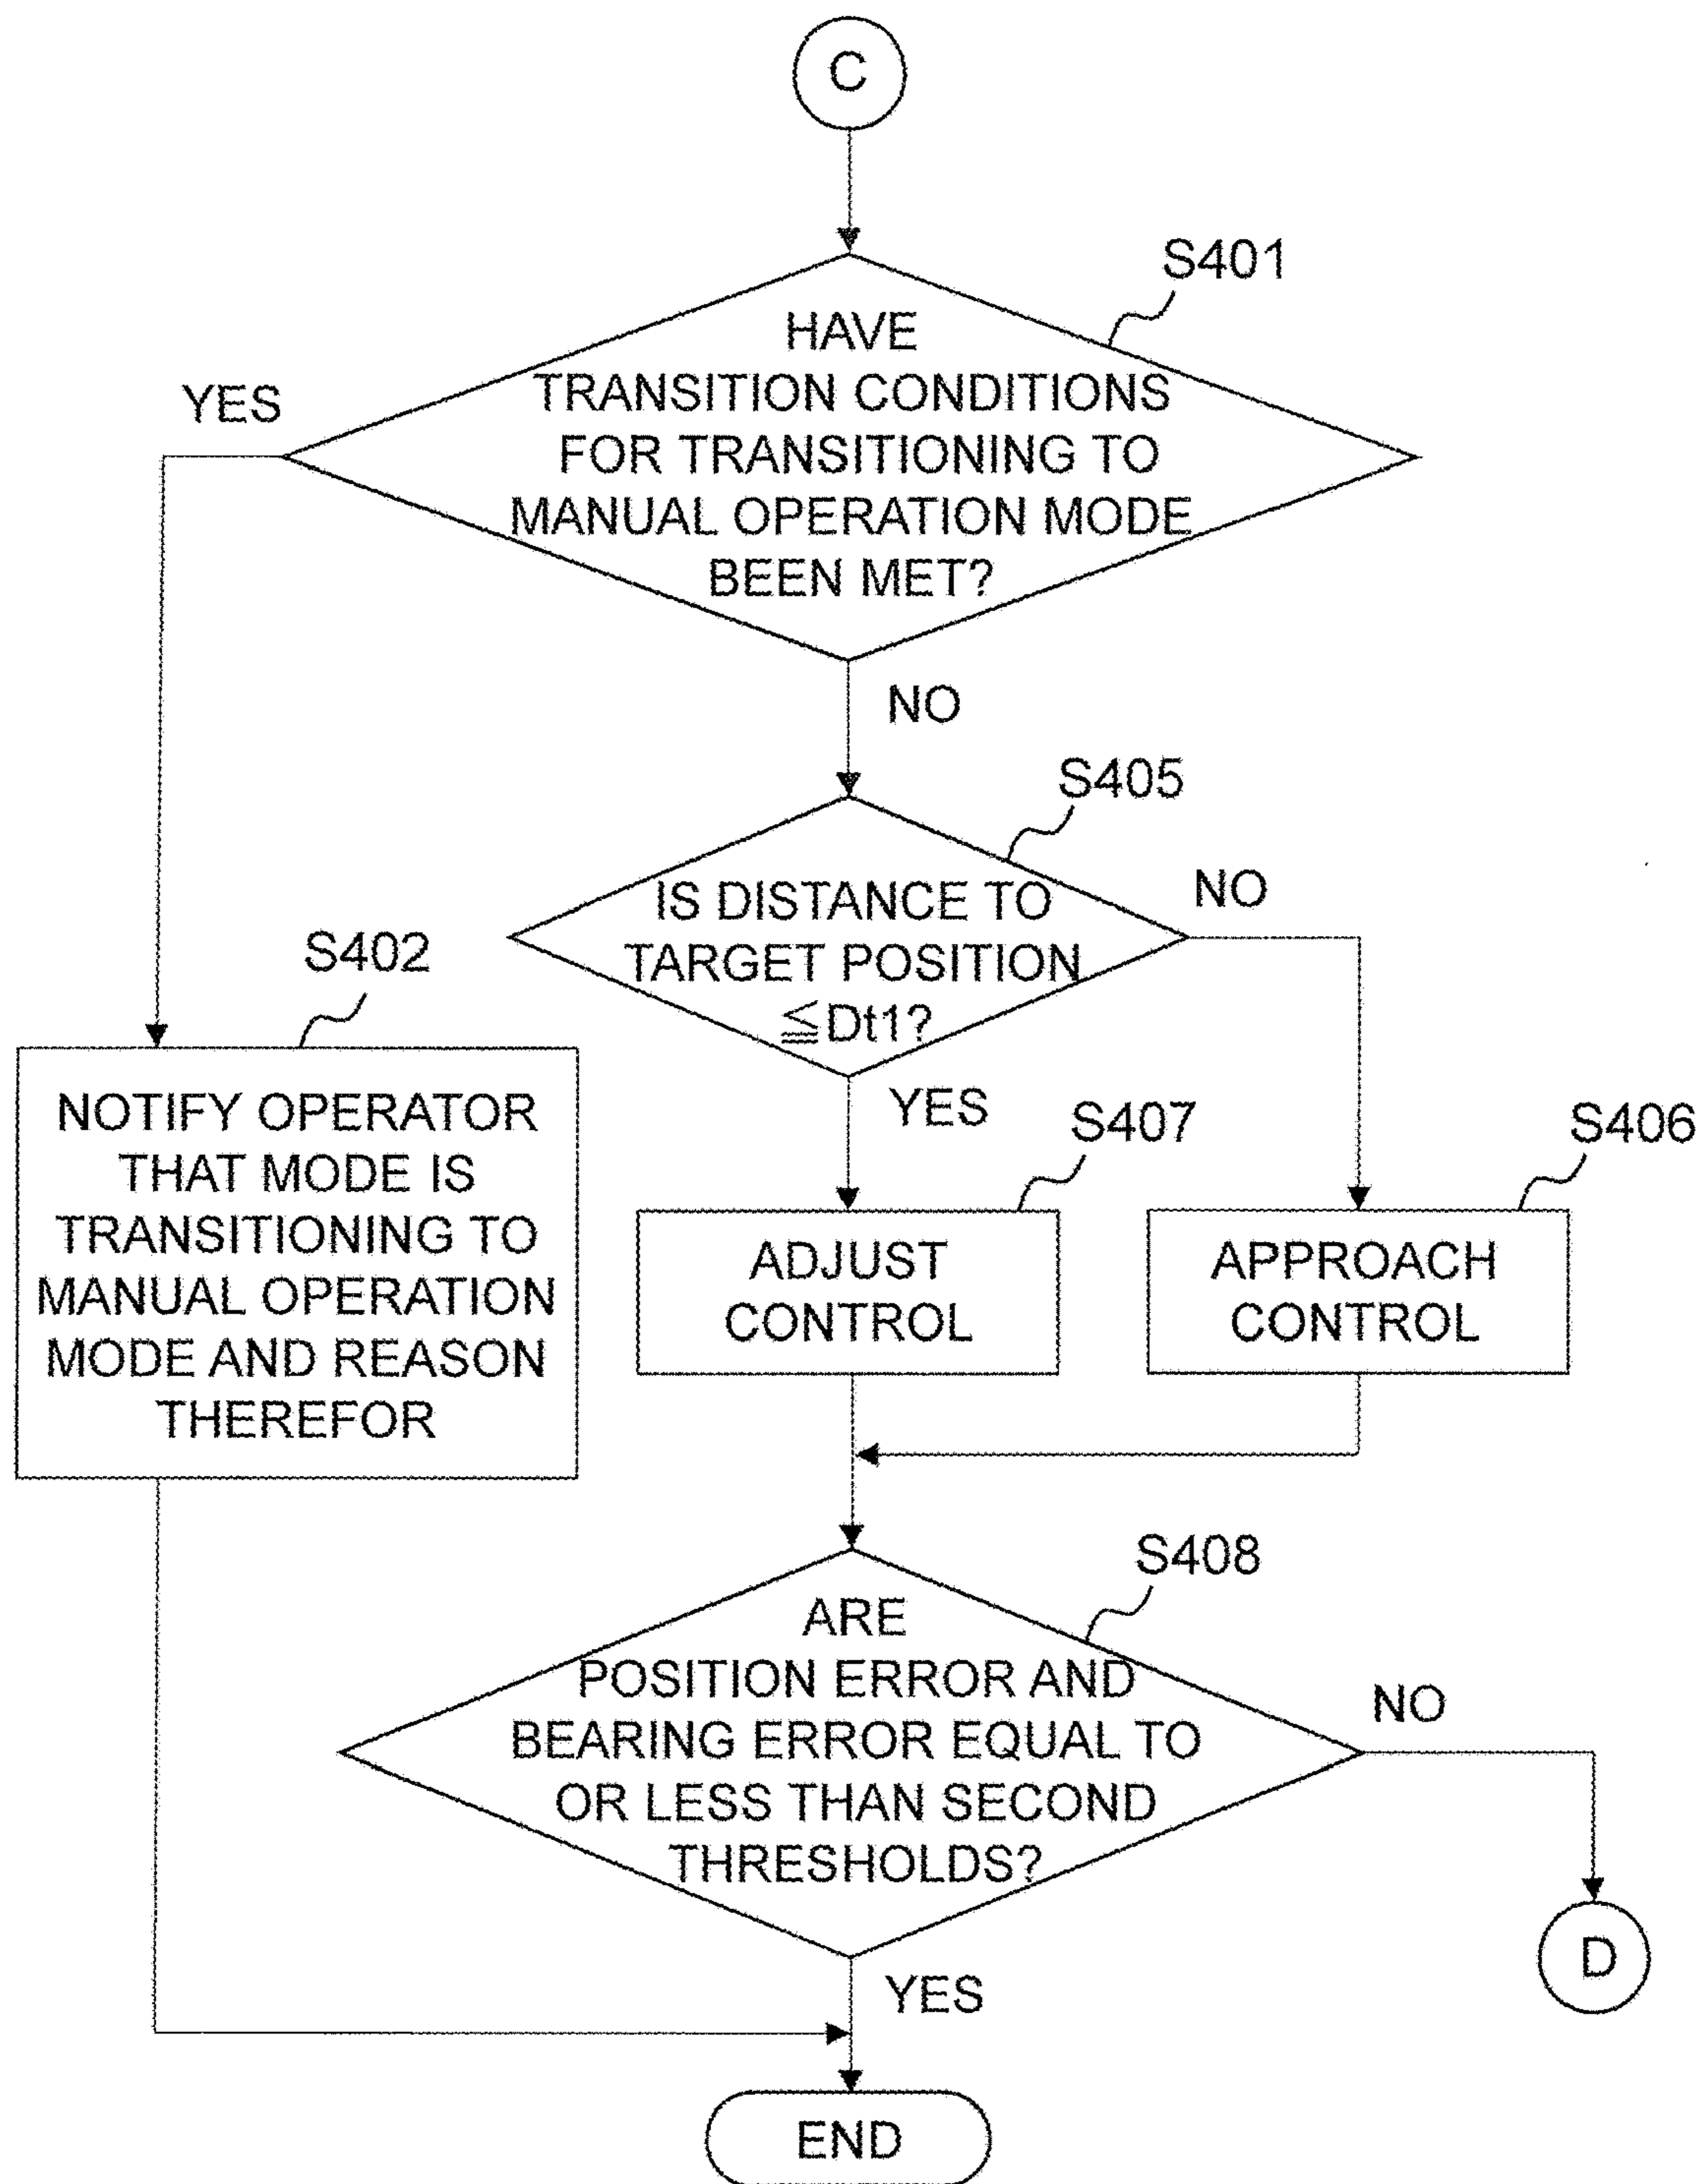 C
S401
HAVE
TRANSITION CONDITIONS
FOR TRANSITIONING TO
MANUAL OPERATION MODE
BEEN MET?
YES
NO
S405
IS DISTANCE TO
TARGET POSITION
≦Dt1?
NO
YES
S402
NOTIFY OPERATOR
THAT MODE IS
TRANSITIONING TO
MANUAL OPERATION
MODE AND REASON
THEREFOR
S407
ADJUST
CONTROL
S406
APPROACH
CONTROL
S408
ARE
POSITION ERROR AND
BEARING ERROR EQUAL TO
OR LESS THAN SECOND
THRESHOLDS?
NO
D
YES
END